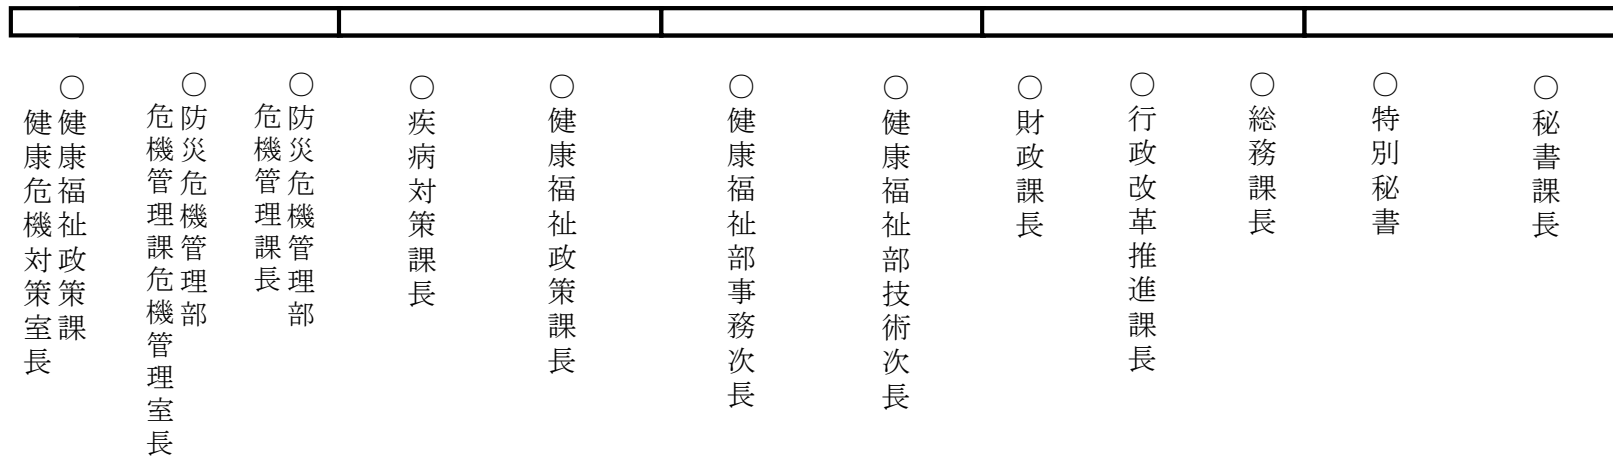 ○秘書課長
○特別秘書
○総務課長
○行政改革推進課長
○財政課長
○健康福祉部技術次長
○健康福祉部事務次長
○健康福祉政策課長
○疾病対策課長
○防災危機管理部
危機管理課長
○防災危機管理部
危機管理課危機管理室長
○健康福祉政策課
健康危機対策室長